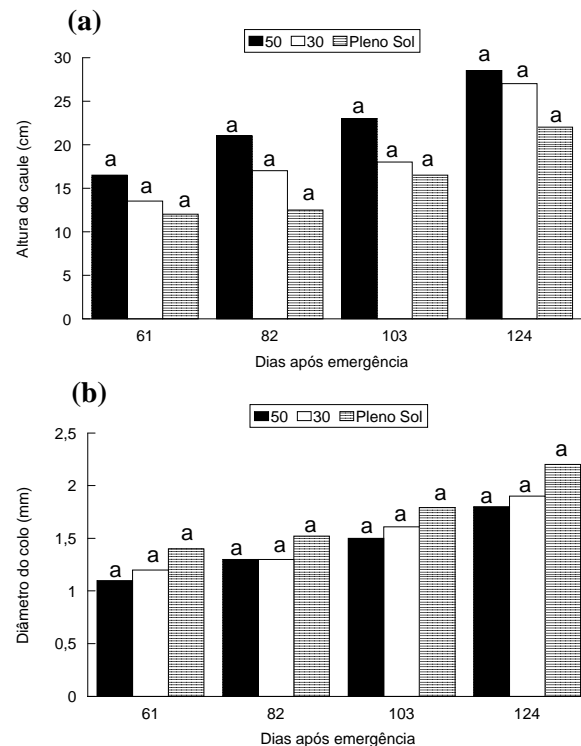 (a)
50 30 Pleno Sol
30
25
20
15
10
5
0
Altura do caule (cm)
a a a a a a a a a a a a
61 82 103 124
Dias após emergência
(b)
50 30 Pleno Sol
2,5
2
1,5
1
0,5
0
Diâmetro do colo (mm)
a a a a a a a a a a a a
61 82 103 124
Dias após emergência